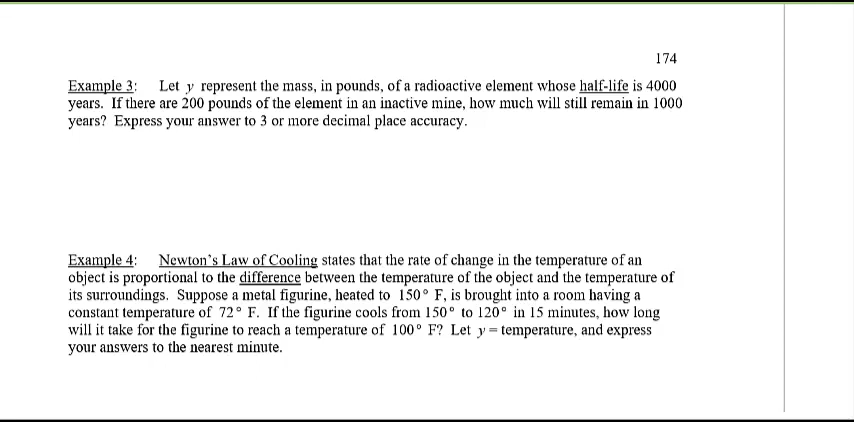 174
Example 3: Let y represent the mass, in pounds, of a radioactive element whose half-life is 4000
years. If there are 200 pounds of the element in an inactive mine, how much will still remain in 1000
years? Express your answer to 3 or more decimal place accuracy.
Example 4: Newton's Law of Cooling states that the rate of change in the temperature of an
object is proportional to the difference between the temperature of the object and the temperature of
its surroundings. Suppose a metal figurine, heated to 150° F, is brought into a room having a
constant temperature of 72° F. If the figurine cools from 150° to 120° in 15 minutes, how long
will it take for the figurine to reach a temperature of 100° F? Let y = temperature, and express
your answers to the nearest minute.